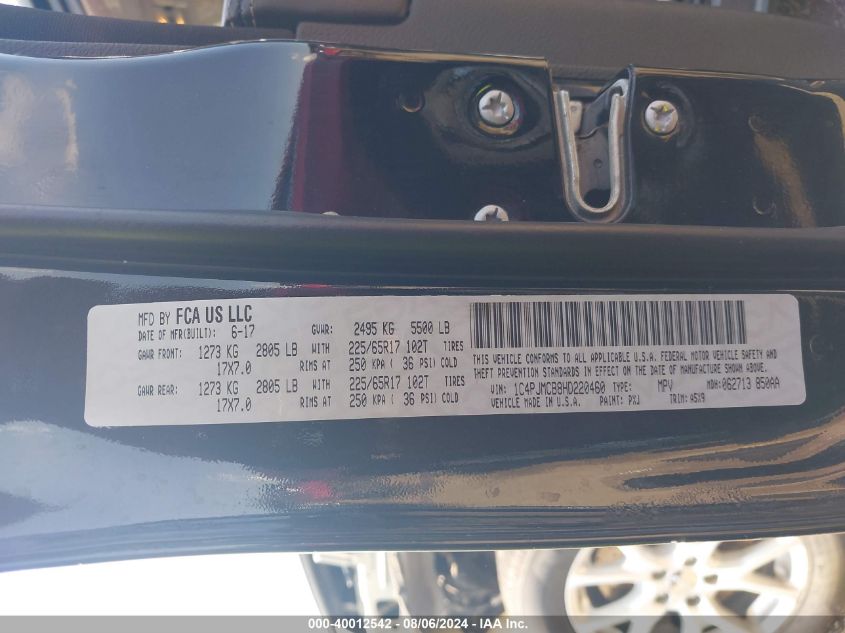 MFD BY FCA US LLC
DATE OF MFR(BUILT): 6-17 GVWR: 2495 KG 5500 LB
GAWR FRONT: 1273 KG 2805 LB WITH 225/65R17 102T TIRES
17X7.0 RIMS AT 250 KPA ( 36 PSI) COLD
GAWR REAR: 1273 KG 2805 LB WITH 225/65R17 102T TIRES
17X7.0 RIMS AT 250 KPA ( 36 PSI) COLD
THIS VEHICLE CONFORMS TO ALL APPLICABLE U.S.A. FEDERAL MOTOR VEHICLE SAFETY AND
THEFT PREVENTION STANDARDS IN EFFECT ON THE DATE OF MANUFACTURE SHOWN ABOVE.
VIN: 1C4PJMCB8HD220460 TYPE: MPV MDH: 062713 850AA
VEHICLE MADE IN U.S.A. PAINT: PXJ TRIM: A5X9
000-40012542 - 08/06/2024 - IAA Inc.